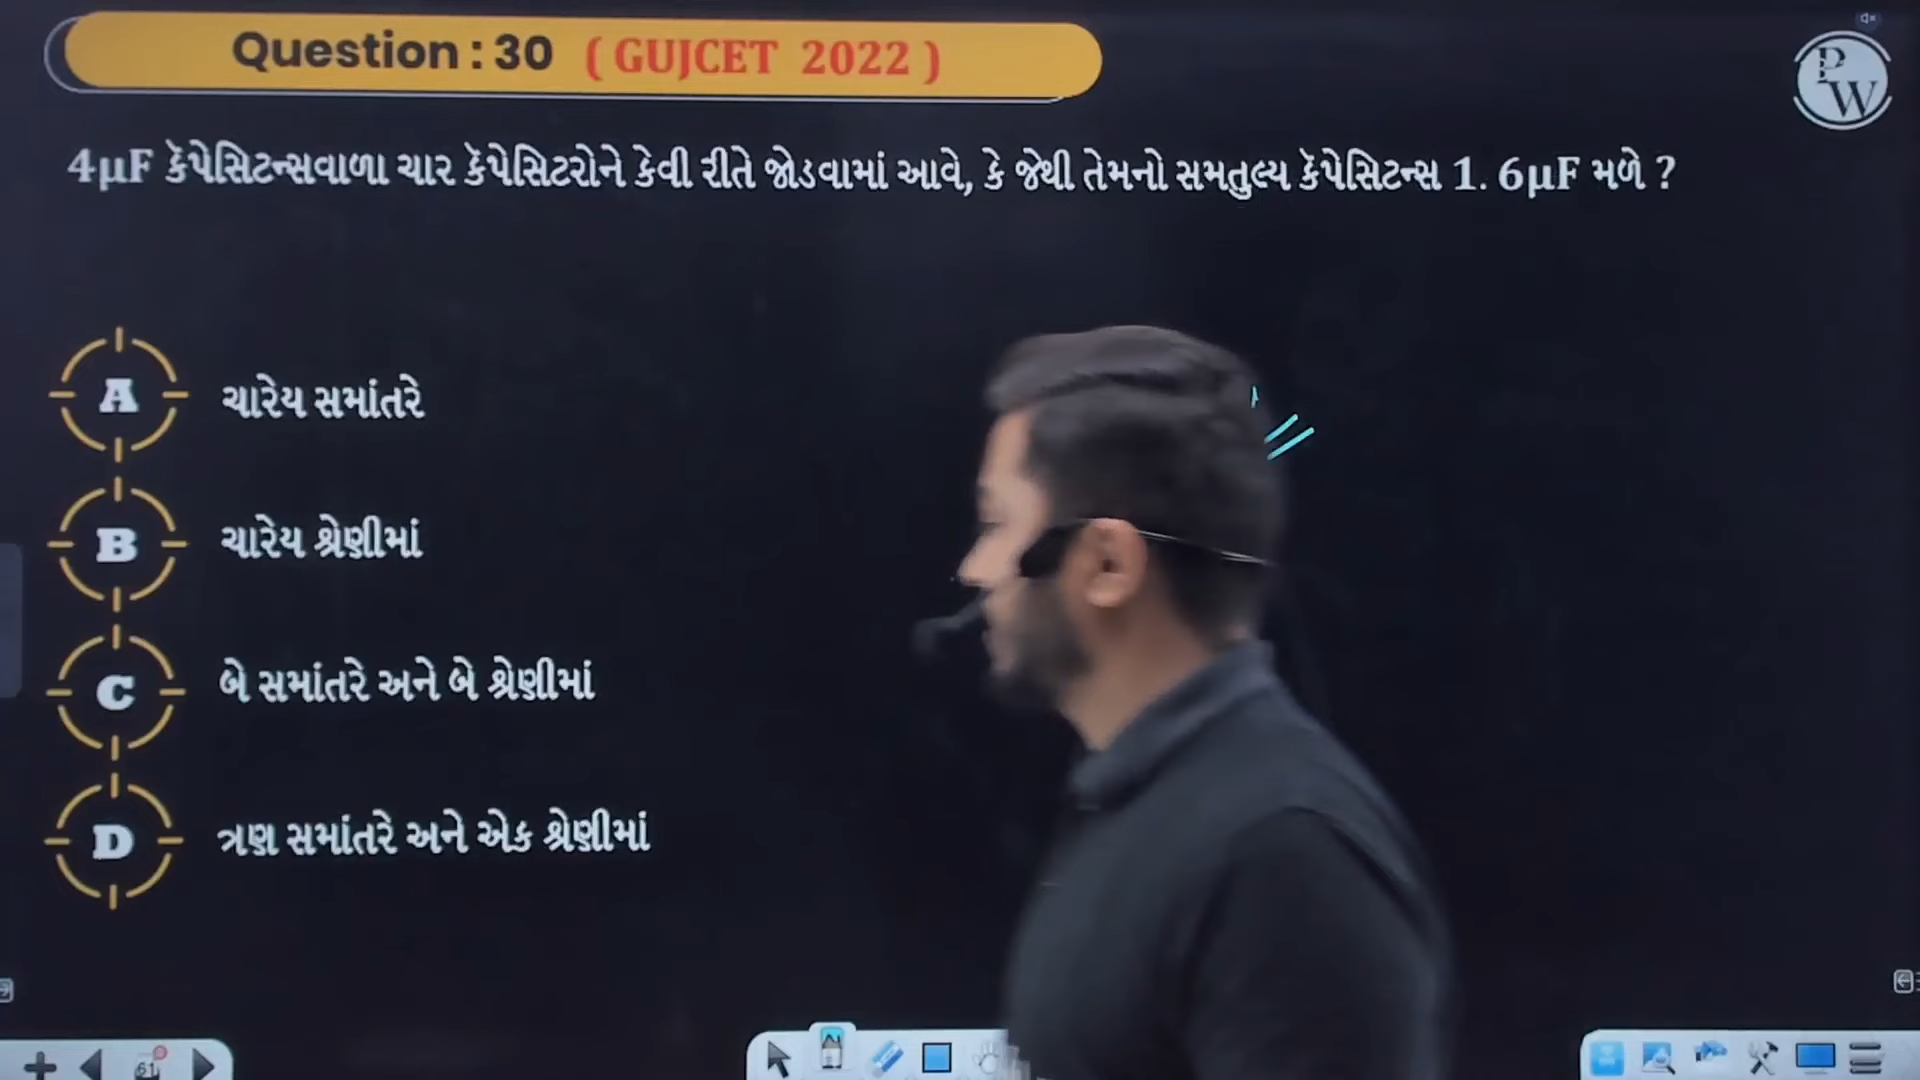 Question : 30 ( GUJCET 2022 )
PW
4μF કૅપેસિટન્સવાળા ચાર કૅપેસિટરોને કેવી રીતે જોડવામાં આવે, કે જેથી તેમનો સમતુલ્ય કૅપેસિટન્સ 1. 6μF મળે ?
A ચારેય સમાંતરે
B ચારેય શ્રેણીમાં
C બે સમાંતરે અને બે શ્રેણીમાં
D ત્રણ સમાંતરે અને એક શ્રેણીમાં
61